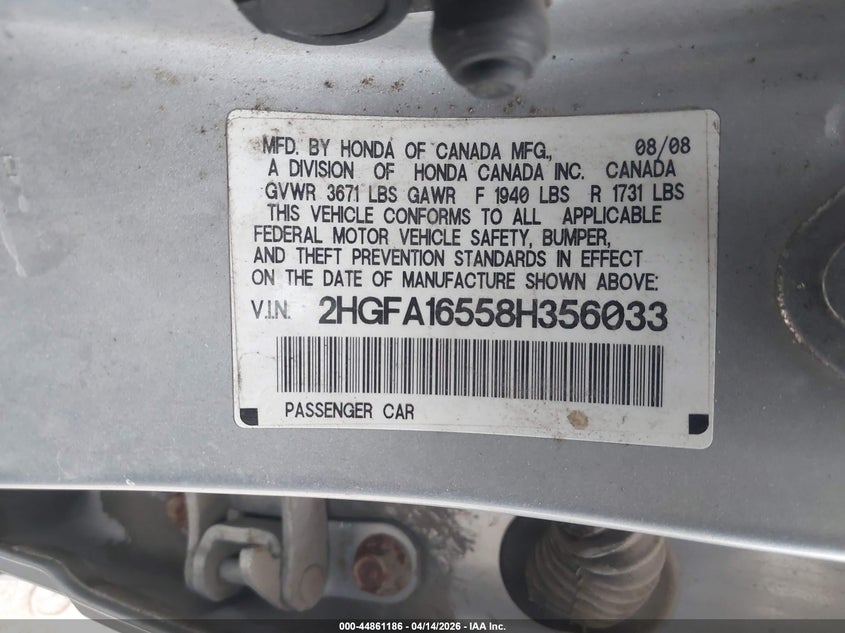 MFD. BY HONDA OF CANADA MFG., 08/08
A DIVISION OF HONDA CANADA INC. CANADA
GVWR 3671 LBS GAWR F 1940 LBS R 1731 LBS
THIS VEHICLE CONFORMS TO ALL APPLICABLE
FEDERAL MOTOR VEHICLE SAFETY, BUMPER,
AND THEFT PREVENTION STANDARDS IN EFFECT
ON THE DATE OF MANUFACTURE SHOWN ABOVE:
V.I.N. 2HGFA16558H356033
PASSENGER CAR
000-44861186 - 04/14/2026 - IAA Inc.